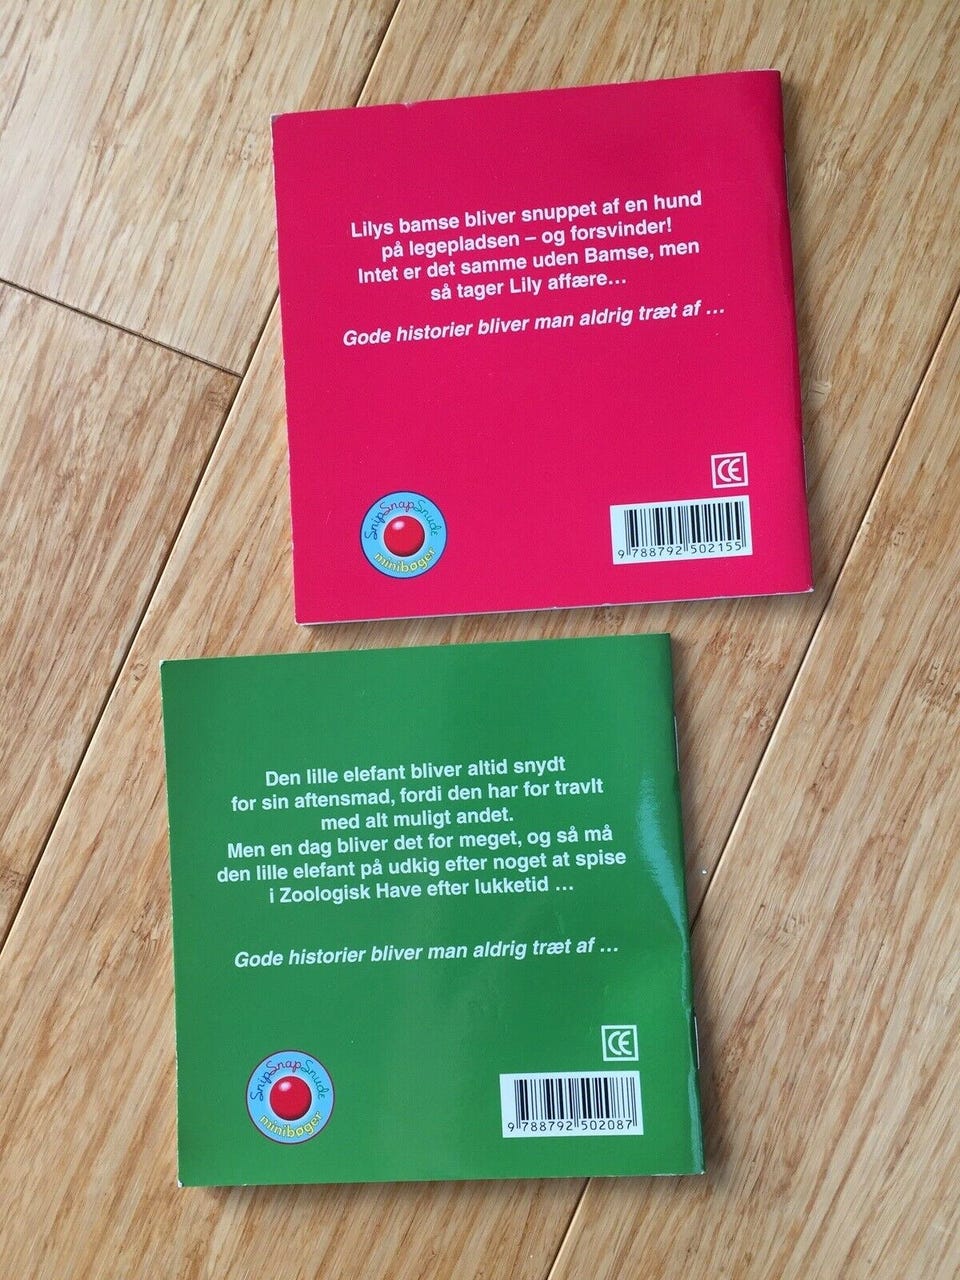 Lilys bamse bliver snuppet af en hund
på legepladsen – og forsvinder!
Intet er det samme uden Bamse, men
så tager Lily affære...
Gode historier bliver man aldrig træt af ...
CE
SnipSnapSnude
minibøger
9 788792 502155
Den lille elefant bliver altid snydt
for sin aftensmad, fordi den har for travlt
med alt muligt andet.
Men en dag bliver det for meget, og så må
den lille elefant på udkig efter noget at spise
i Zoologisk Have efter lukketid ...
Gode historier bliver man aldrig træt af ...
CE
SnipSnapSnude
minibøger
9 788792 502087